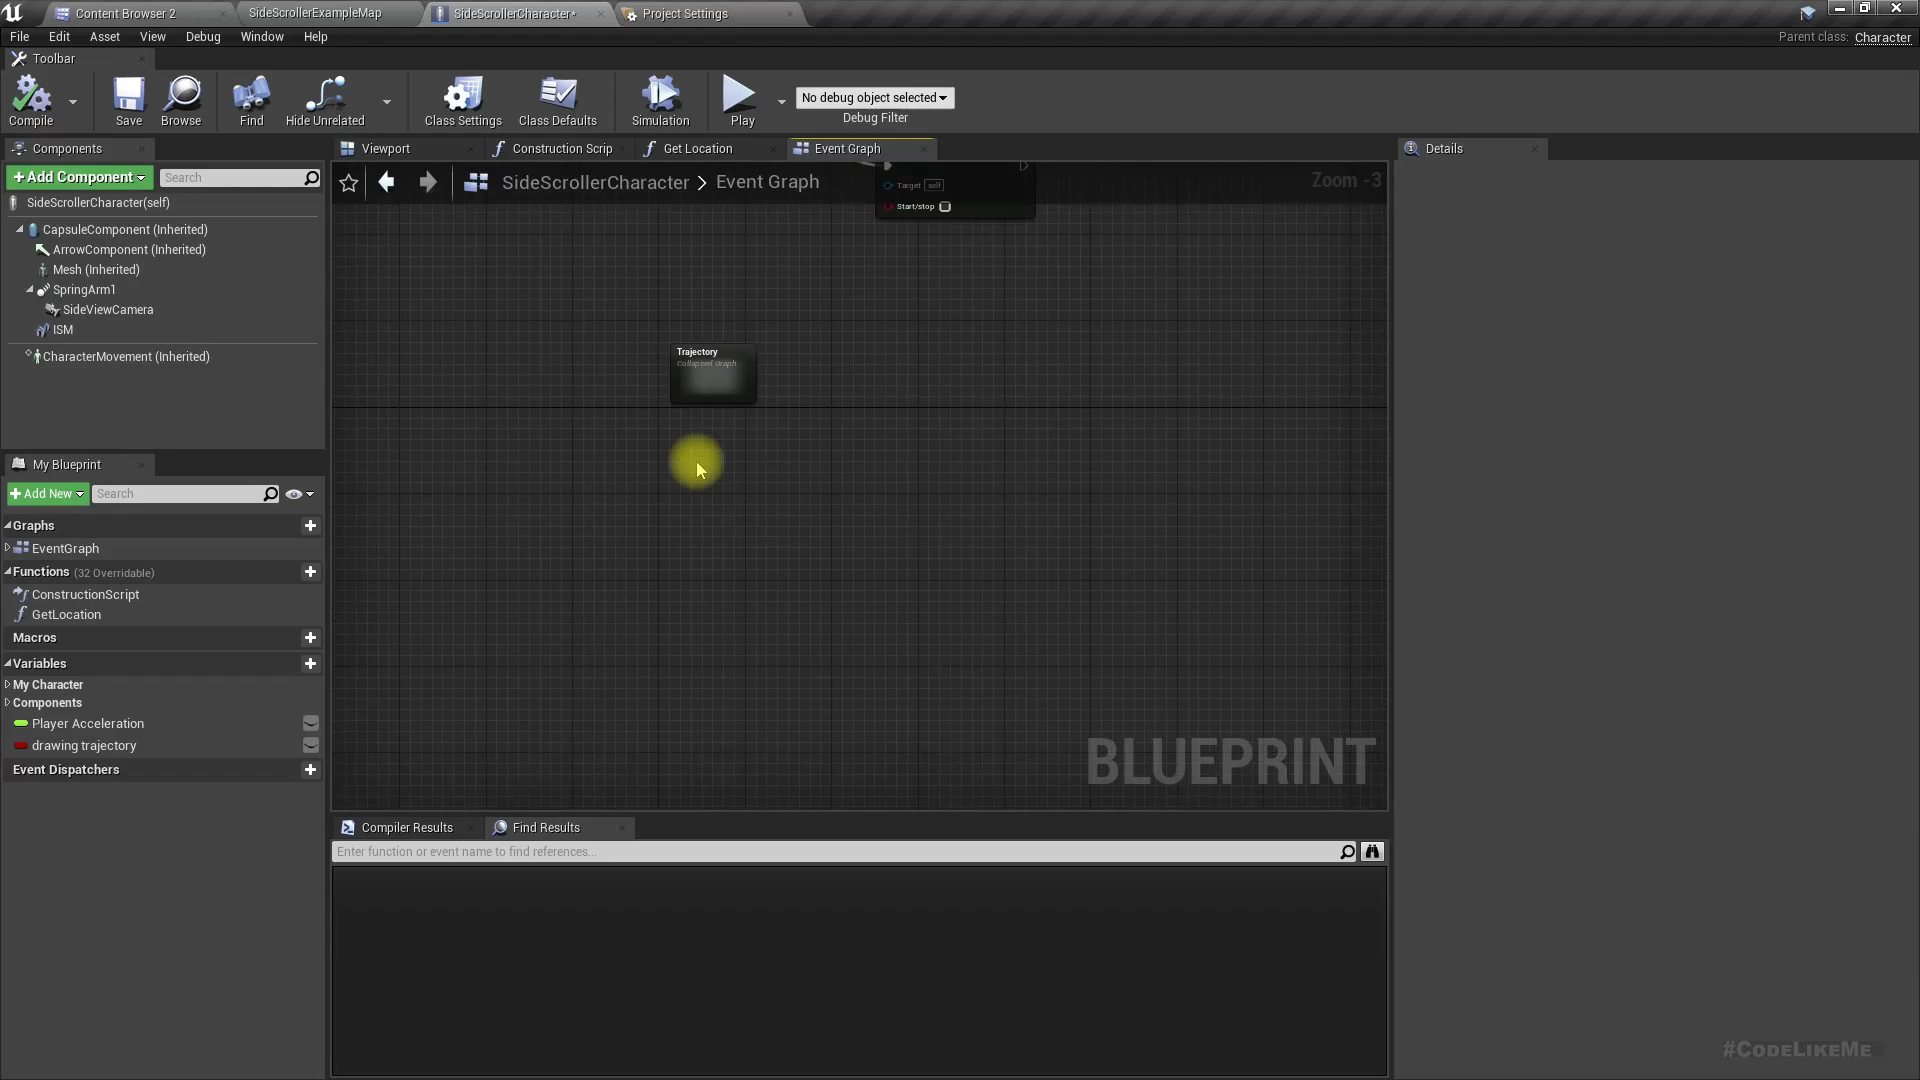 Content Browser 2
SideScrollerExampleMap
SideScrollerCharacter*
Project Settings
File Edit Asset View Debug Window Help
Parent class: Character
Toolbar
Compile
Save
Browse
Find
Hide Unrelated
Class Settings
Class Defaults
Simulation
Play
No debug object selected
Debug Filter
Components
Viewport
Construction Scrip
Get Location
Event Graph
Details
+Add Component
Search
SideScrollerCharacter > Event Graph
Zoom -3
Target self
Start/stop
SideScrollerCharacter(self)
CapsuleComponent (Inherited)
ArrowComponent (Inherited)
Mesh (Inherited)
SpringArm1
SideViewCamera
ISM
CharacterMovement (Inherited)
Trajectory
Collapsed Graph
My Blueprint
+Add New
Search
Graphs
EventGraph
Functions (32 Overridable)
ConstructionScript
GetLocation
Macros
Variables
My Character
Components
Player Acceleration
drawing trajectory
Event Dispatchers
BLUEPRINT
Compiler Results
Find Results
Enter function or event name to find references...
#CodeLikeMe